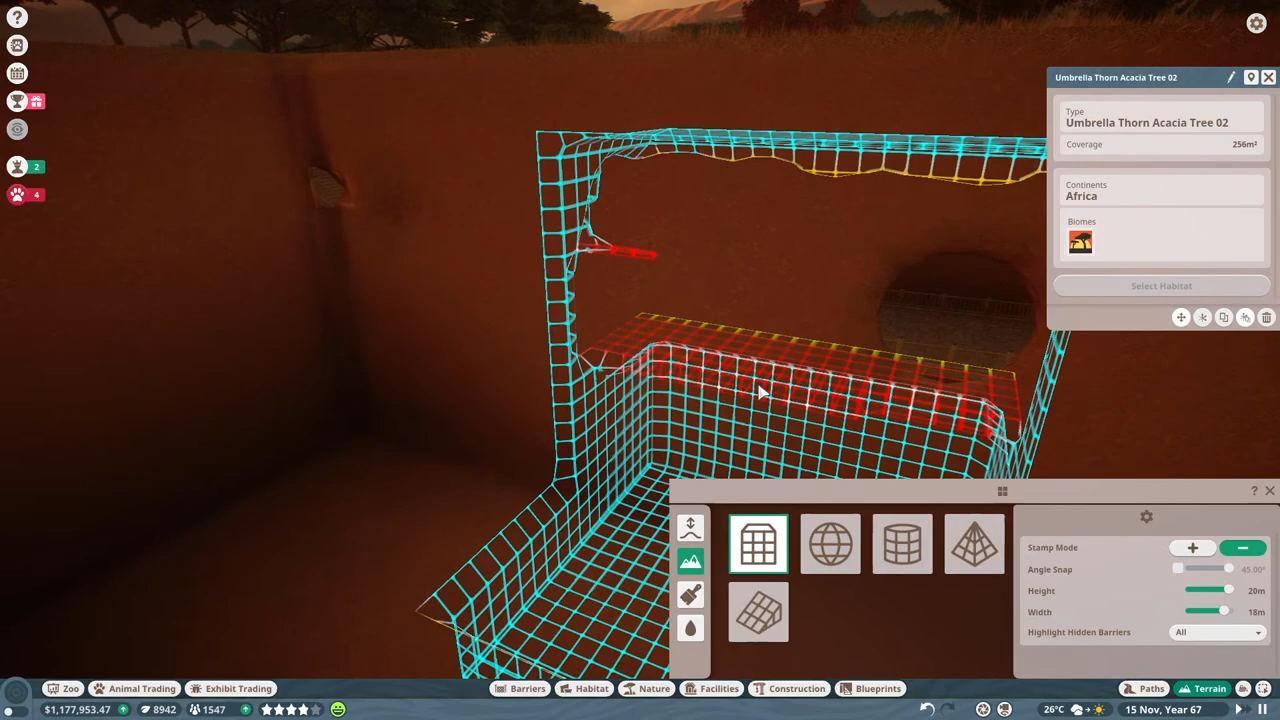 ?
2
4
Umbrella Thorn Acacia Tree 02
Type
Umbrella Thorn Acacia Tree 02
Coverage 256m²
Continents
Africa
Biomes
Select Habitat
?
Stamp Mode
Angle Snap 45.00°
Height 20m
Width 18m
Highlight Hidden Barriers All
Zoo Animal Trading Exhibit Trading Barriers Habitat Nature Facilities Construction Blueprints Paths Terrain
$1,177,953.47 8942 1547 26°C 15 Nov, Year 67